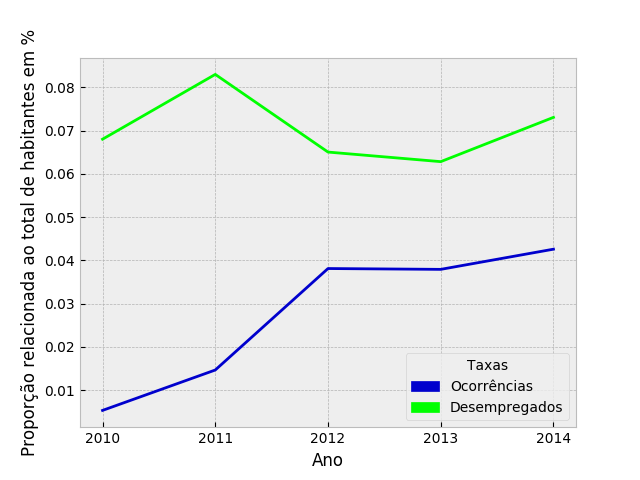 Proporção relacionada ao total de habitantes em %
0.08
0.07
0.06
0.05
0.04
0.03
0.02
0.01
Taxas
Ocorrências
Desempregados
2010 2011 2012 2013 2014
Ano